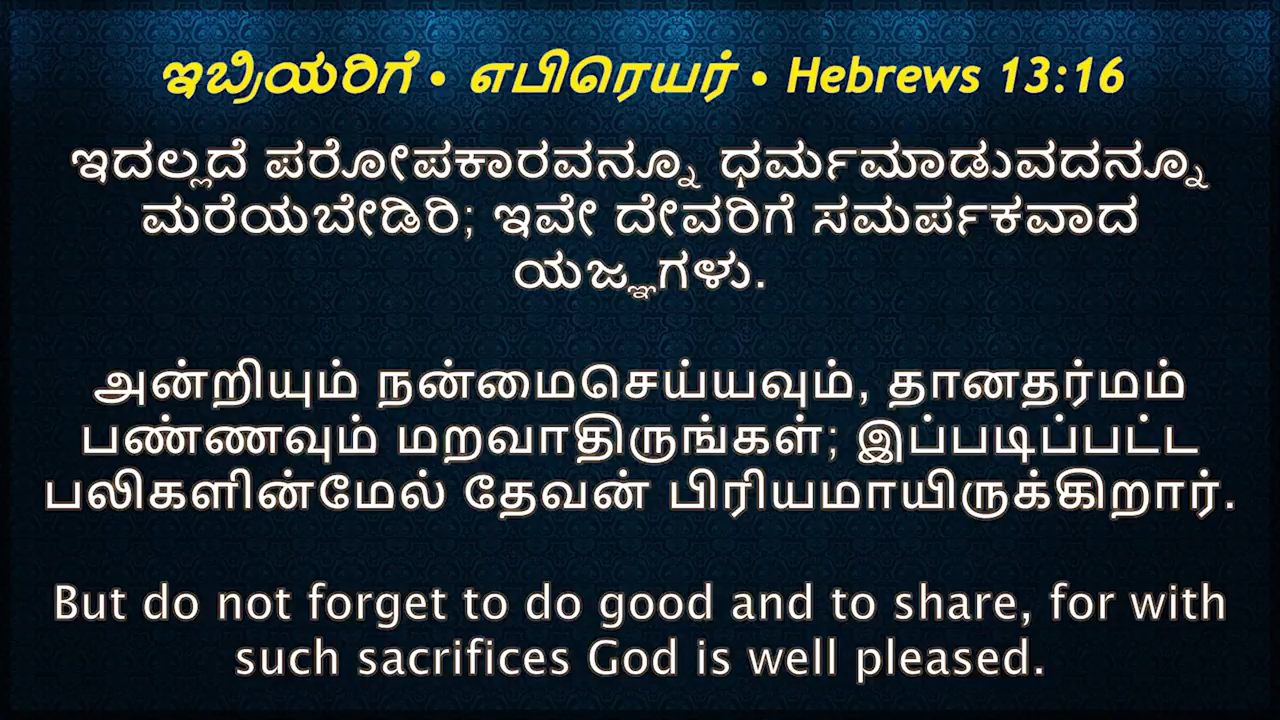 ಇಬ್ರಿಯರಿಗೆ • எபிரெயர் • Hebrews 13:16
ಇದಲ್ಲದೆ ಪರೋಪಕಾರವನ್ನೂ ಧರ್ಮಮಾಡುವದನ್ನೂ
ಮರೆಯಬೇಡಿರಿ; ಇವೇ ದೇವರಿಗೆ ಸಮರ್ಪಕವಾದ
ಯಜ್ಞಗಳು.
அன்றியும் நன்மைசெய்யவும், தானதர்மம்
பண்ணவும் மறவாதிருங்கள்; இப்படிப்பட்ட
பலிகளின்மேல் தேவன் பிரியமாயிருக்கிறார்.
But do not forget to do good and to share, for with
such sacrifices God is well pleased.